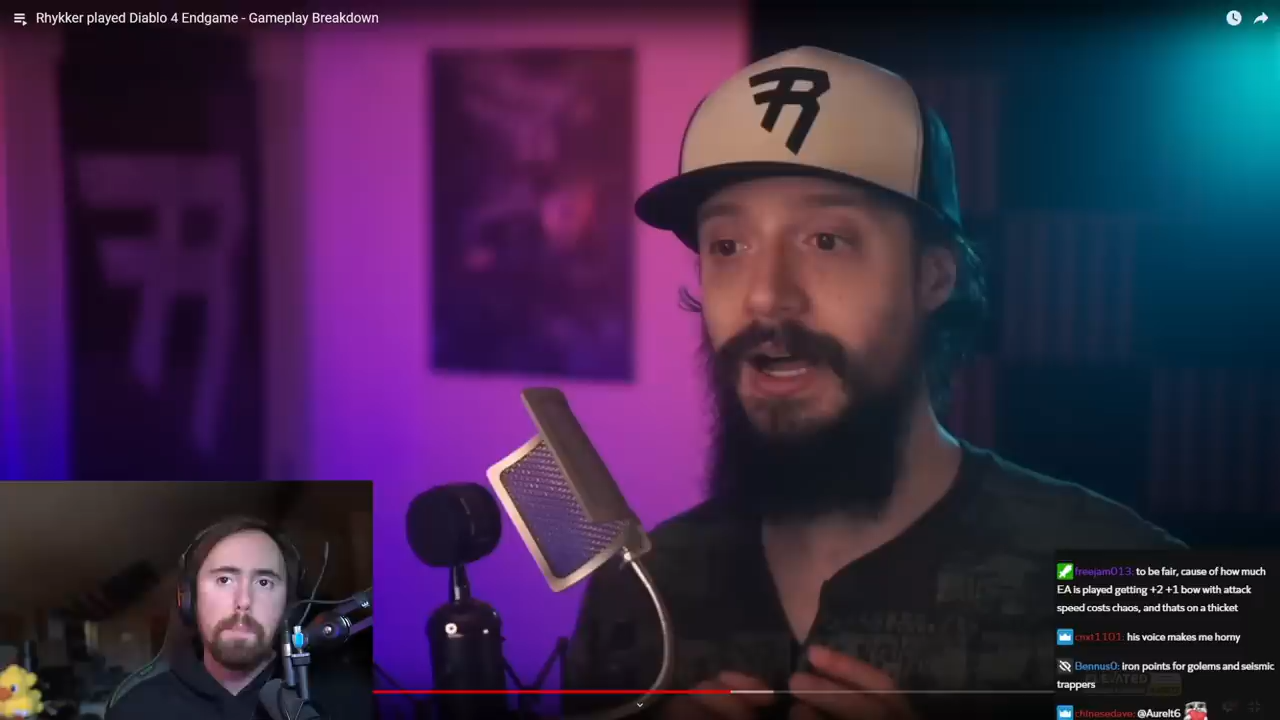 Rhykker played Diablo 4 Endgame - Gameplay Breakdown
R
freejam013: to be fair, cause of how much
EA is played getting +2 +1 bow with attack
speed costs chaos, and thats on a thicket
cnxt1101: his voice makes me horny
Bennus0: iron points for golems and seismic
trappers
chinesedave: @Aurelt6